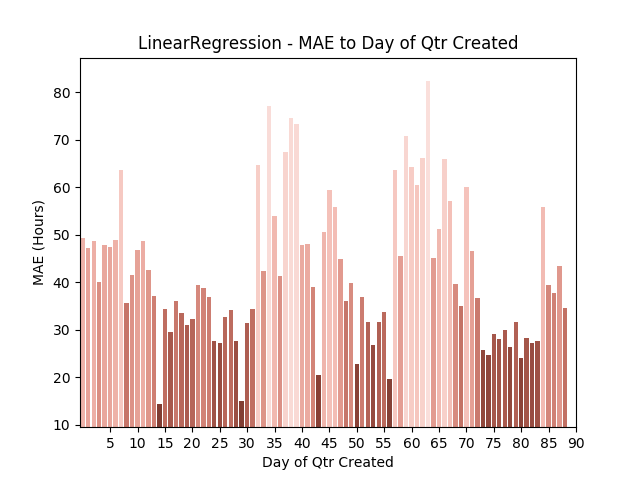 LinearRegression - MAE to Day of Qtr Created
MAE (Hours)
80
70
60
50
40
30
20
10
5 10 15 20 25 30 35 40 45 50 55 60 65 70 75 80 85 90
Day of Qtr Created